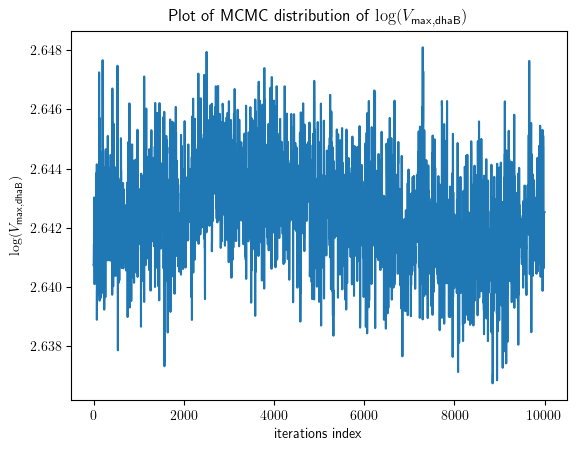 Plot of MCMC distribution of log(V_max,dhaB)
2.648
2.646
2.644
2.642
2.640
2.638
log(V_max,dhaB)
0 2000 4000 6000 8000 10000
iterations index